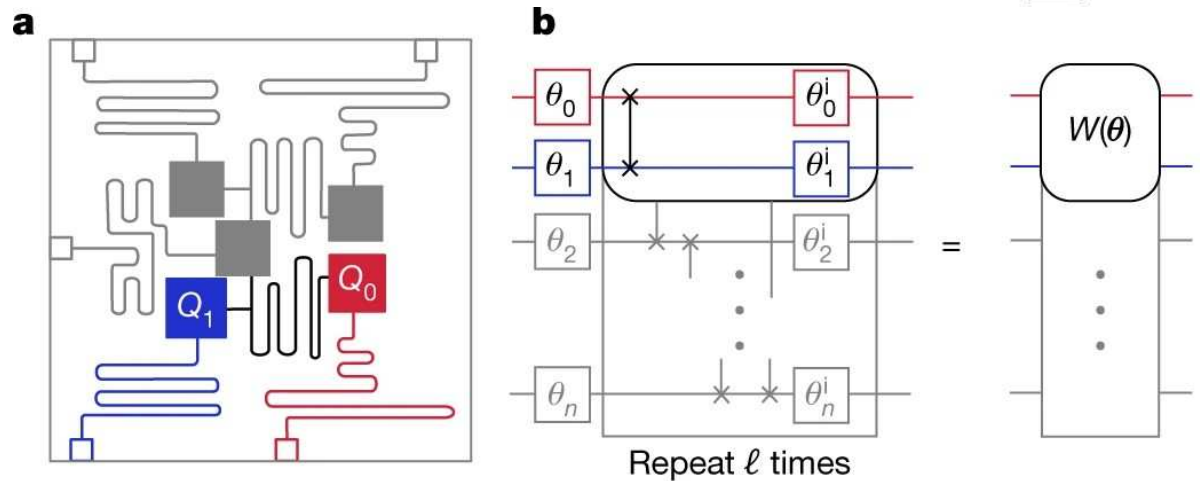 a
b
Q₀
Q₁
θ₀ θ₀ⁱ
θ₁ θ₁ⁱ
W(θ)
θ₂ θ₂ⁱ
=
θₙ θₙⁱ
Repeat ℓ times